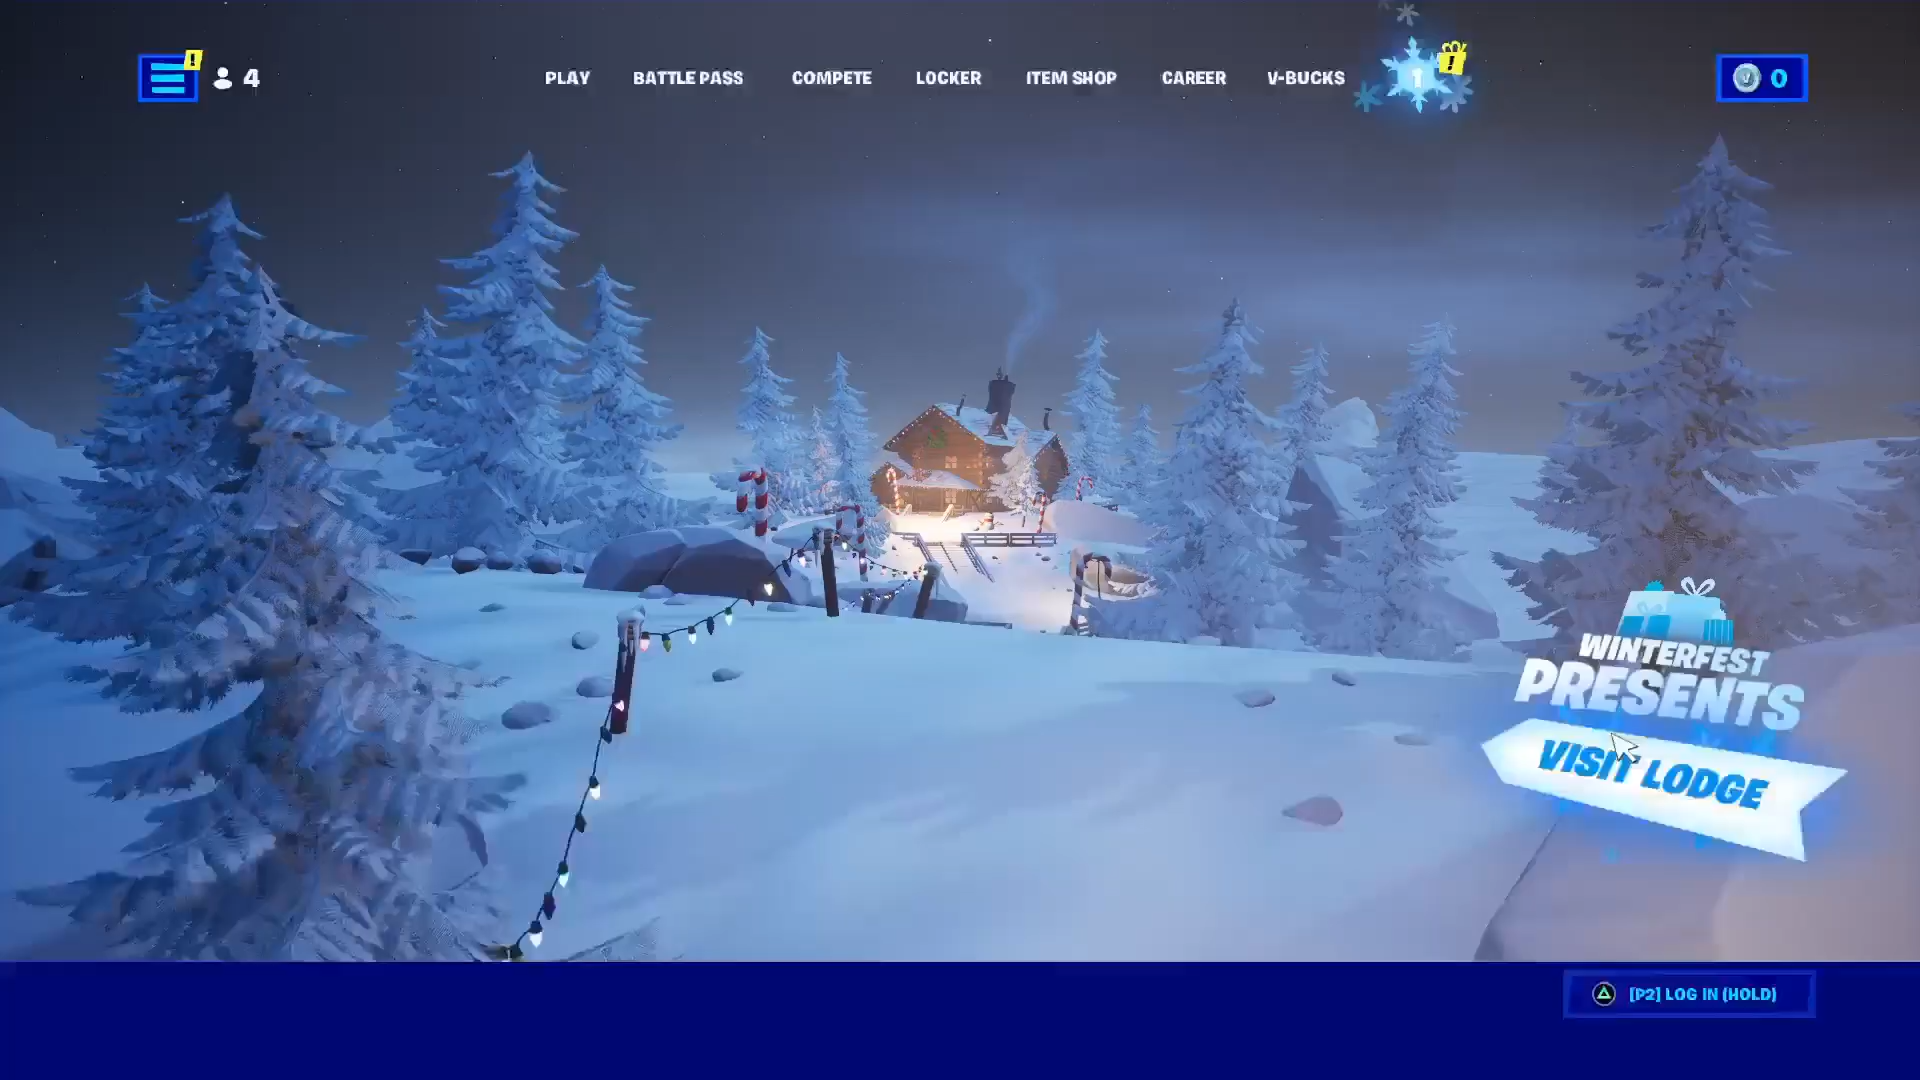 !
4
PLAY
BATTLE PASS
COMPETE
LOCKER
ITEM SHOP
CAREER
V-BUCKS
1
!
V 0
WINTERFEST
PRESENTS
VISIT LODGE
[P2] LOG IN (HOLD)